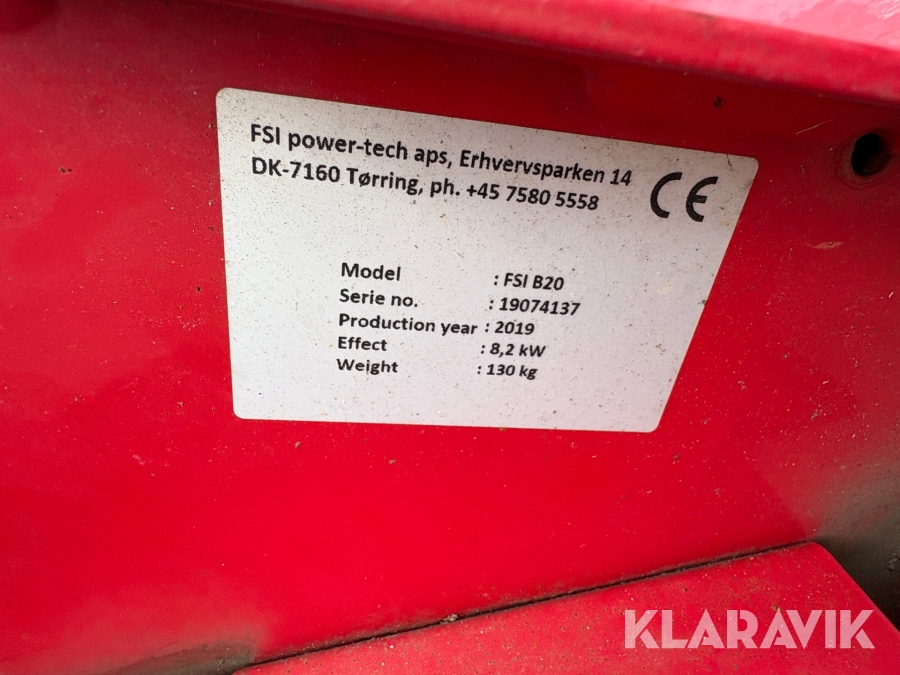 FSI power-tech aps, Erhvervsparken 14
DK-7160 Tørring, ph. +45 7580 5558
CE
Model : FSI B20
Serie no. : 19074137
Production year : 2019
Effect : 8,2 kW
Weight : 130 kg
KLARAVIK